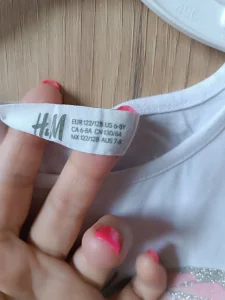 H&M
EUR 122/128 US 6-8Y
CA 6-8A CN 130/64
MX 122/128 AUS 7-8